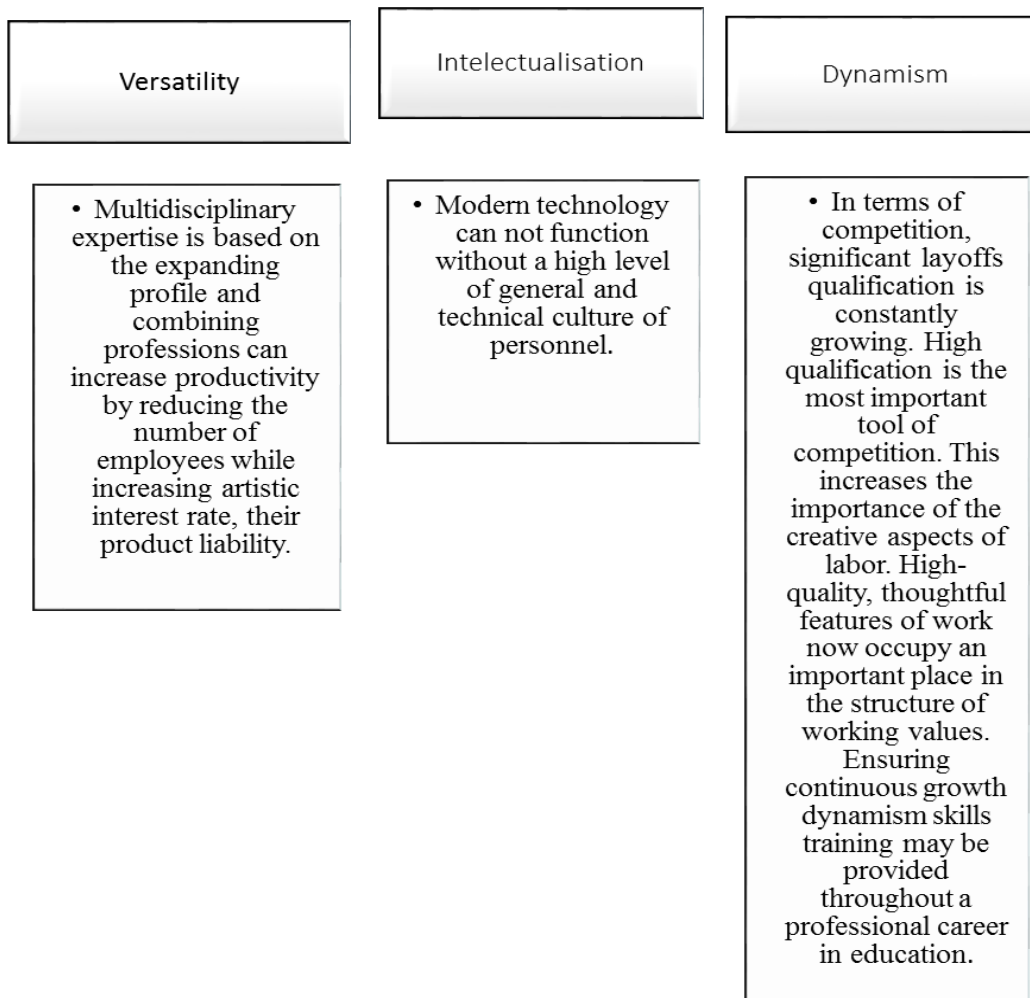 Versatility
• Multidisciplinary
expertise is based on
the expanding
profile and
combining
professions can
increase productivity
by reducing the
number of
employees while
increasing artistic
interest rate, their
product liability.
Intelectualisation
• Modern technology
can not function
without a high level
of general and
technical culture of
personnel.
Dynamism
• In terms of
competition,
significant layoffs
qualification is
constantly
growing. High
qualification is the
most important
tool of
competition. This
increases the
importance of the
creative aspects of
labor. High-
quality, thoughtful
features of work
now occupy an
important place in
the structure of
working values.
Ensuring
continuous growth
dynamism skills
training may be
provided
throughout a
professional career
in education.